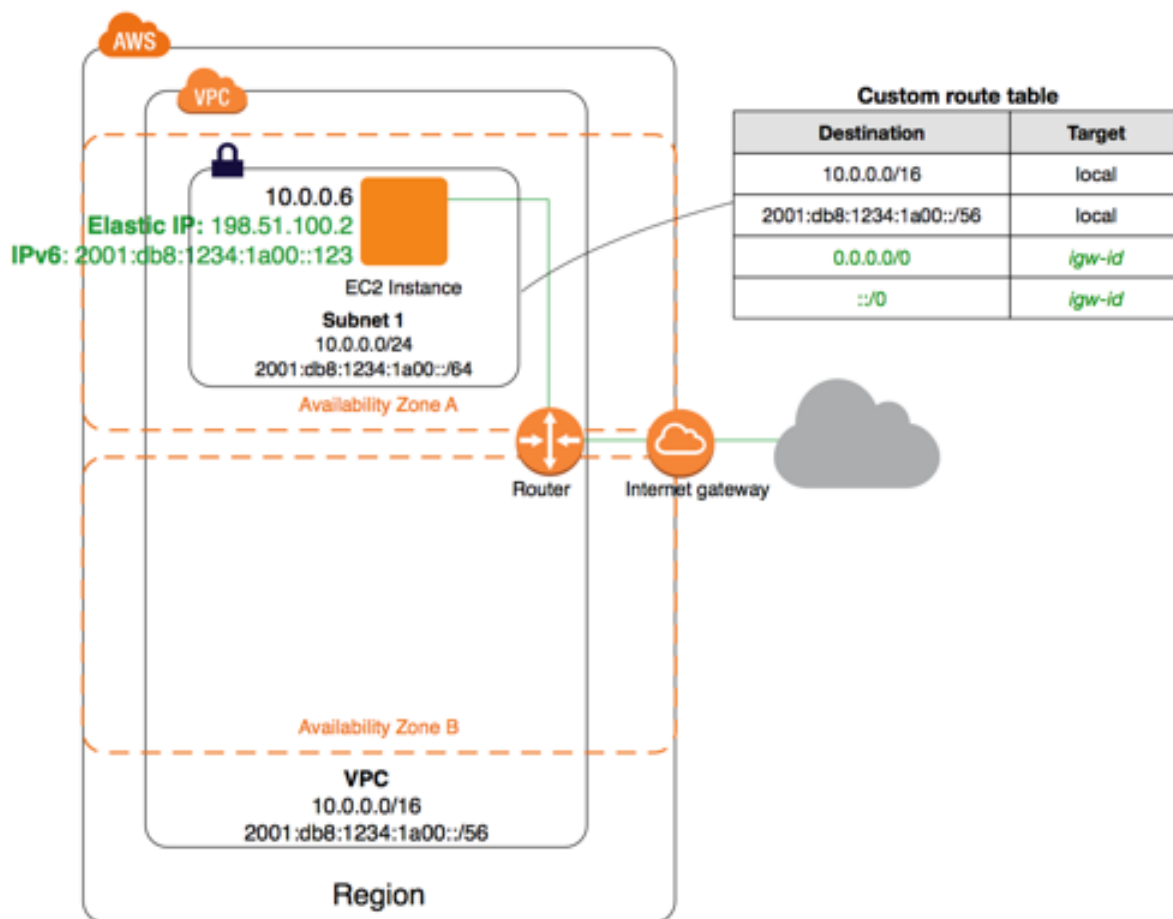 AWS
VPC
10.0.0.6
Elastic IP: 198.51.100.2
IPv6: 2001:db8:1234:1a00::123
EC2 Instance
Subnet 1
10.0.0.0/24
2001:db8:1234:1a00::/64
Availability Zone A
Router
Internet gateway
Availability Zone B
VPC
10.0.0.0/16
2001:db8:1234:1a00::/56
Region
Custom route table
Destination Target
10.0.0.0/16 local
2001:db8:1234:1a00::/56 local
0.0.0.0/0 igw-id
::/0 igw-id